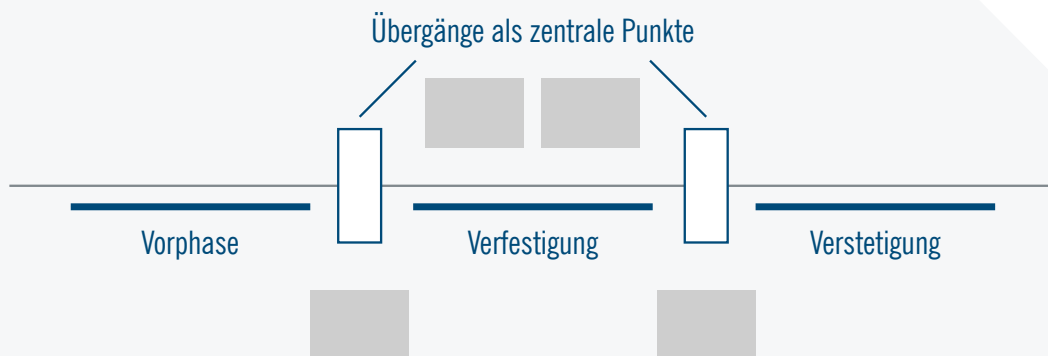 Übergänge als zentrale Punkte
Vorphase
Verfestigung
Verstetigung